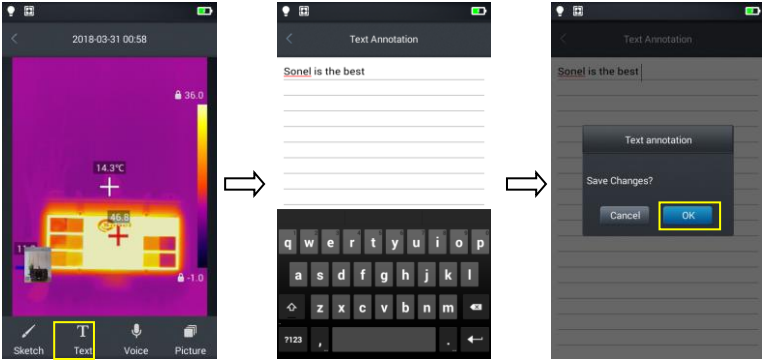 2018-03-31 00:58
36.0
14.3°C
46.8
-1.0
Sketch
Text
Voice
Picture
Text Annotation
Sonel is the best
q w e r t y u i o p
a s d f g h j k l
z x c v b n m
?123 , .
Text Annotation
Sonel is the best
Text annotation
Save Changes?
Cancel
OK